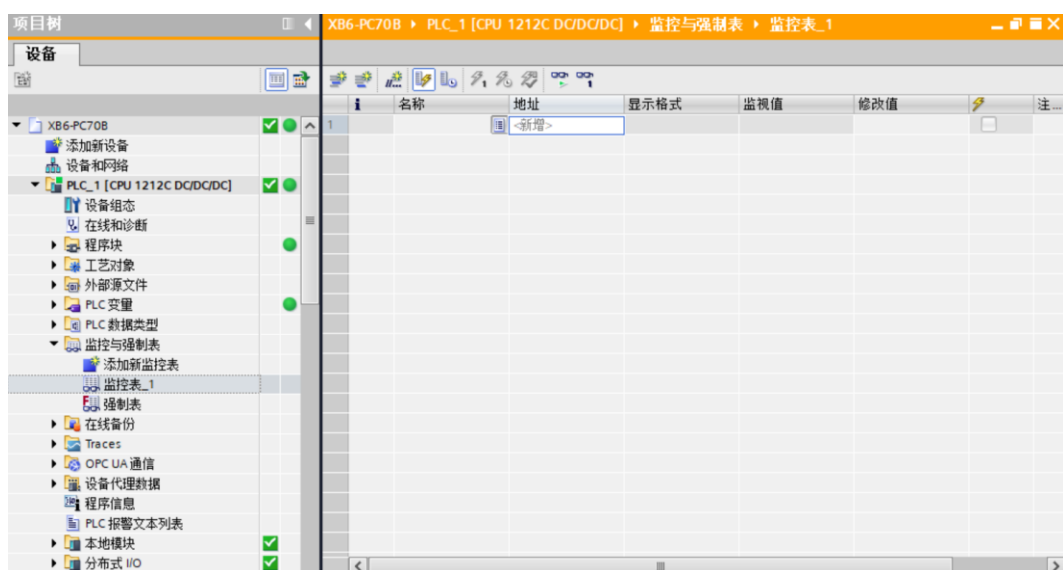 项目树
XB6-PC70B ▸ PLC_1 [CPU 1212C DC/DC/DC] ▸ 监控与强制表 ▸ 监控表_1
设备
i 名称 地址 显示格式 监视值 修改值 注...
1 <新增>
XB6-PC70B
添加新设备
设备和网络
PLC_1 [CPU 1212C DC/DC/DC]
设备组态
在线和诊断
程序块
工艺对象
外部源文件
PLC 变量
PLC 数据类型
监控与强制表
添加新监控表
监控表_1
强制表
在线备份
Traces
OPC UA 通信
设备代理数据
程序信息
PLC 报警文本列表
本地模块
分布式 I/O